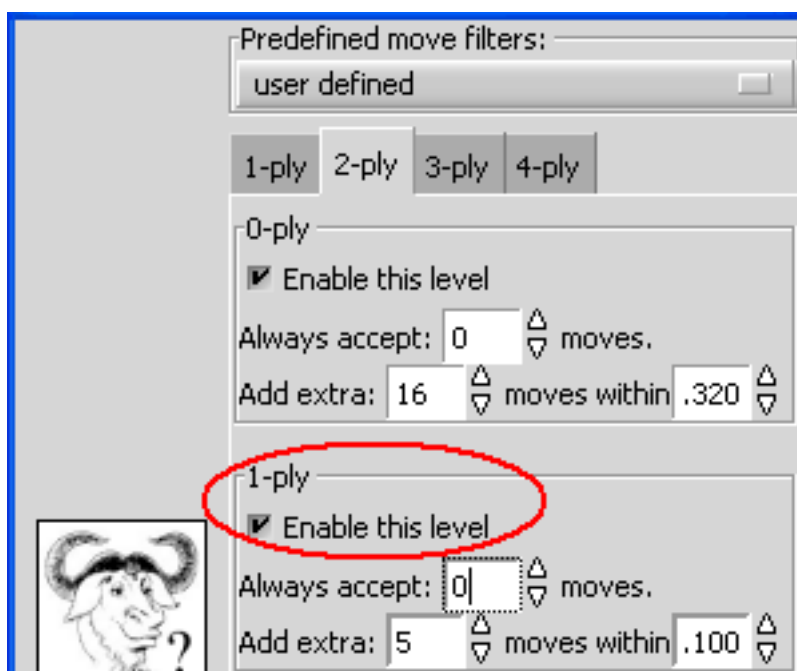 Predefined move filters:
user defined
1-ply 2-ply 3-ply 4-ply
0-ply
Enable this level
Always accept: 0 moves.
Add extra: 16 moves within .320
1-ply
Enable this level
Always accept: 0 moves.
Add extra: 5 moves within .100
?